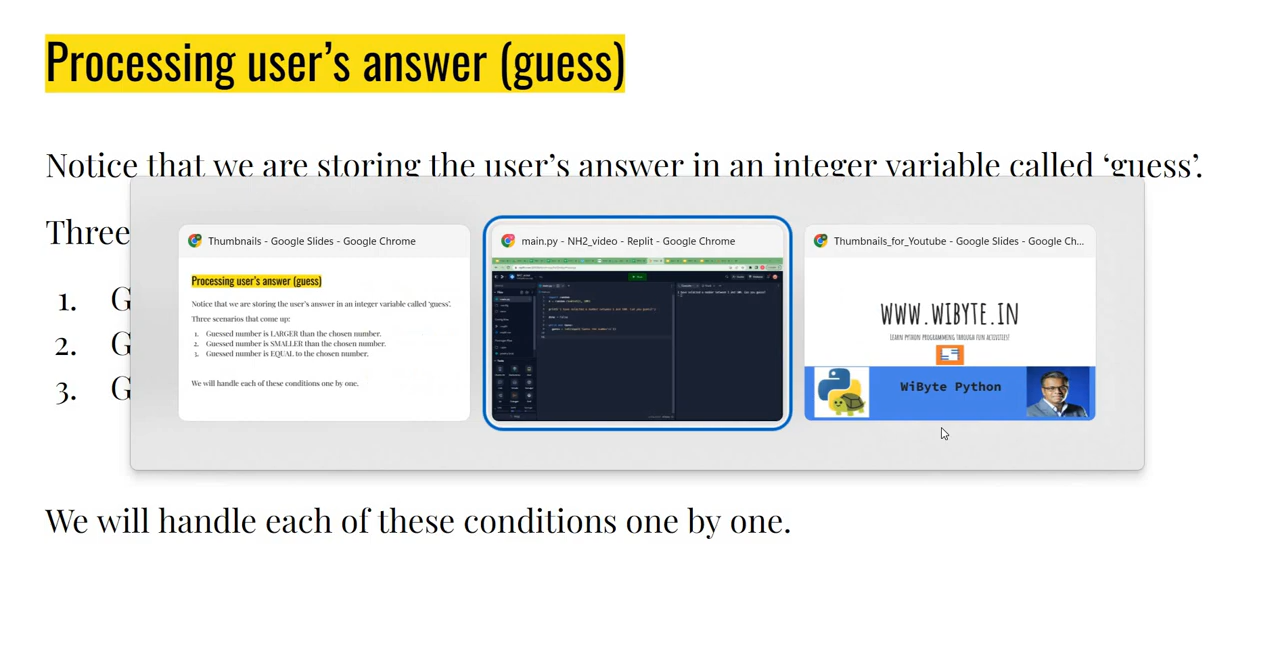 Processing user’s answer (guess)
Notice that we are storing the user’s answer in an integer variable called ‘guess’.
Three
1. G
2. G
3. G
We will handle each of these conditions one by one.
Thumbnails - Google Slides - Google Chrome
Processing user’s answer (guess)
Notice that we are storing the user’s answer in an integer variable called ‘guess’.
Three scenarios that come up:
1. Guessed number is LARGER than the chosen number.
2. Guessed number is SMALLER than the chosen number.
3. Guessed number is EQUAL to the chosen number.
We will handle each of these conditions one by one.
main.py - NH2_video - Replit - Google Chrome
Thumbnails_for_Youtube - Google Slides - Google Ch...
WWW.WIBYTE.IN
LEARN PYTHON PROGRAMMING THROUGH FUN ACTIVITIES!
WiByte Python